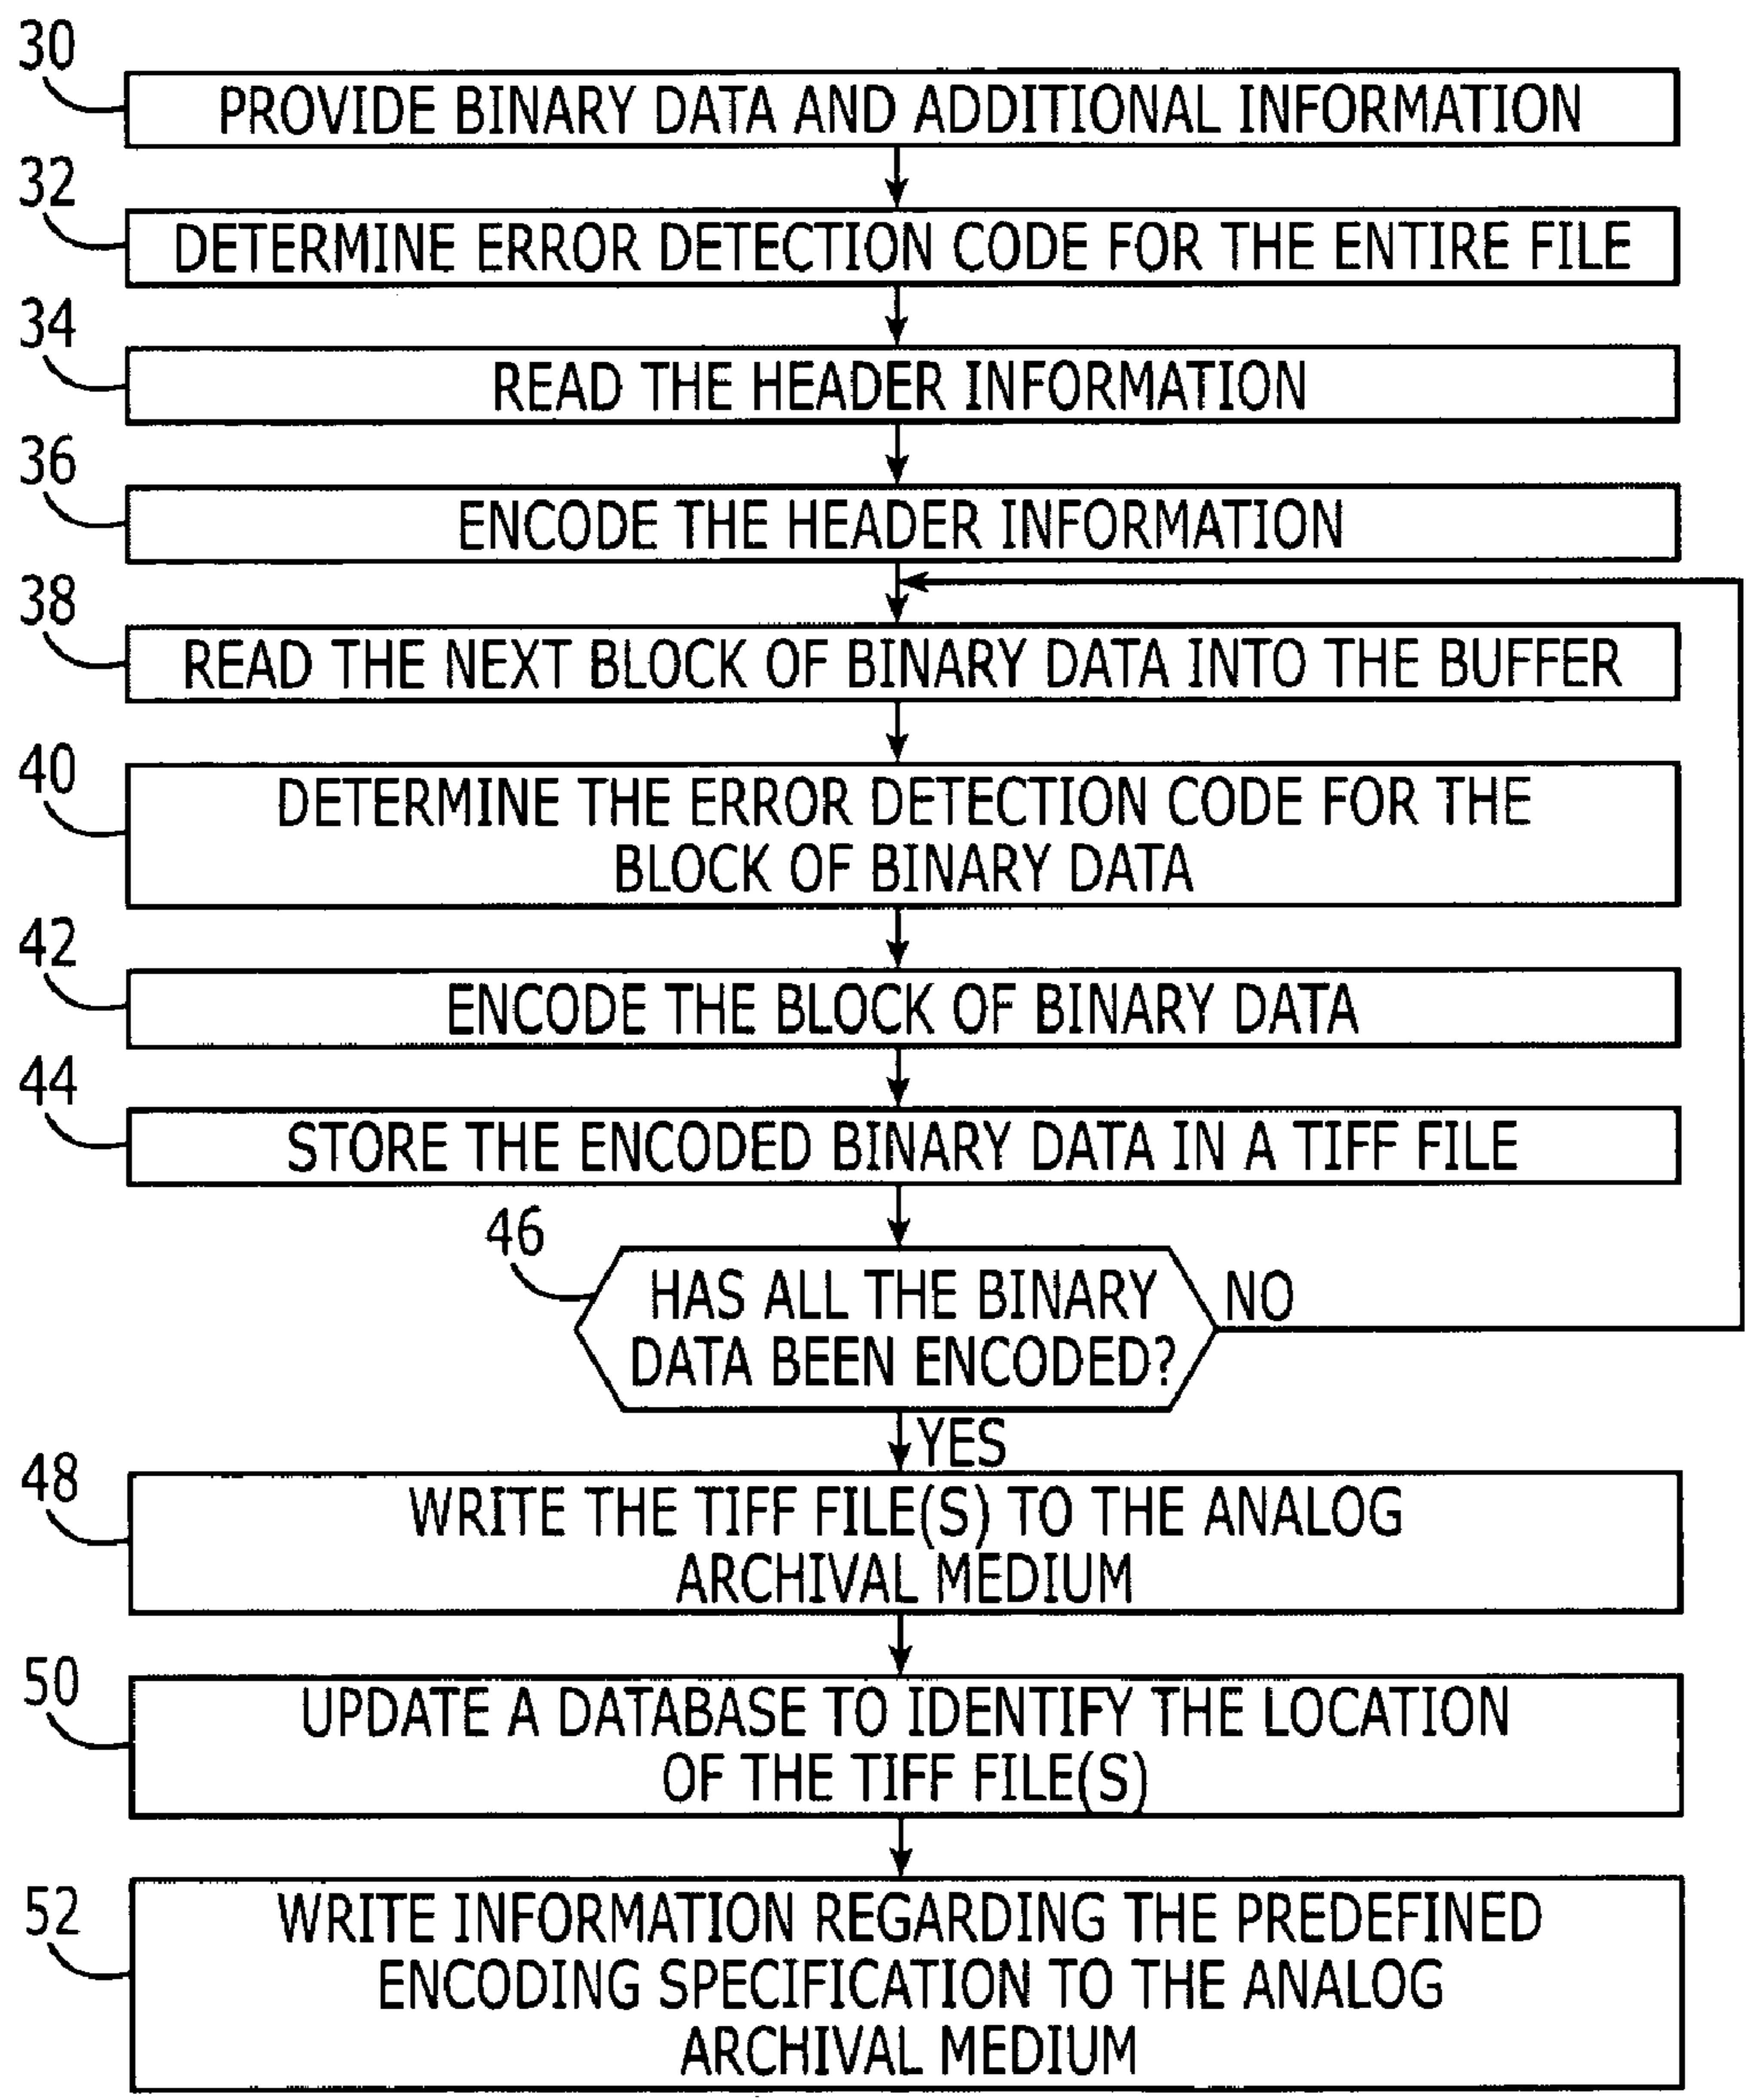 30
PROVIDE BINARY DATA AND ADDITIONAL INFORMATION
32
DETERMINE ERROR DETECTION CODE FOR THE ENTIRE FILE
34
READ THE HEADER INFORMATION
36
ENCODE THE HEADER INFORMATION
38
READ THE NEXT BLOCK OF BINARY DATA INTO THE BUFFER
40
DETERMINE THE ERROR DETECTION CODE FOR THE
BLOCK OF BINARY DATA
42
ENCODE THE BLOCK OF BINARY DATA
44
STORE THE ENCODED BINARY DATA IN A TIFF FILE
46
HAS ALL THE BINARY
DATA BEEN ENCODED?
NO
YES
48
WRITE THE TIFF FILE(S) TO THE ANALOG
ARCHIVAL MEDIUM
50
UPDATE A DATABASE TO IDENTIFY THE LOCATION
OF THE TIFF FILE(S)
52
WRITE INFORMATION REGARDING THE PREDEFINED
ENCODING SPECIFICATION TO THE ANALOG
ARCHIVAL MEDIUM